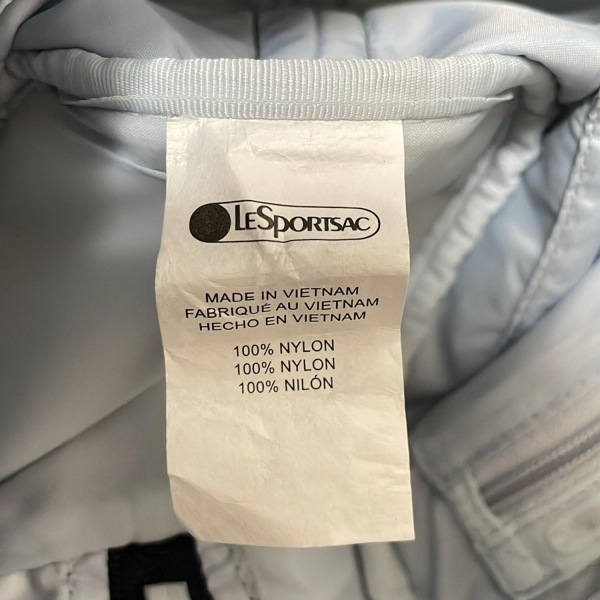 LeSportsac
MADE IN VIETNAM
FABRIQUÉ AU VIETNAM
HECHO EN VIETNAM
100% NYLON
100% NYLON
100% NILÓN